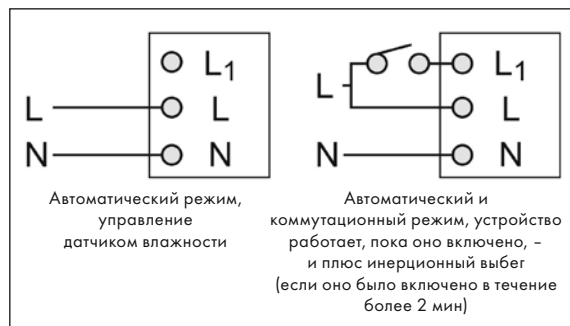 L₁
L L
N N
Автоматический режим,
управление
датчиком влажности
L₁
L
L
N N
Автоматический и
коммутационный режим, устройство
работает, пока оно включено, –
и плюс инерционный выбег
(если оно было включено в течение
более 2 мин)